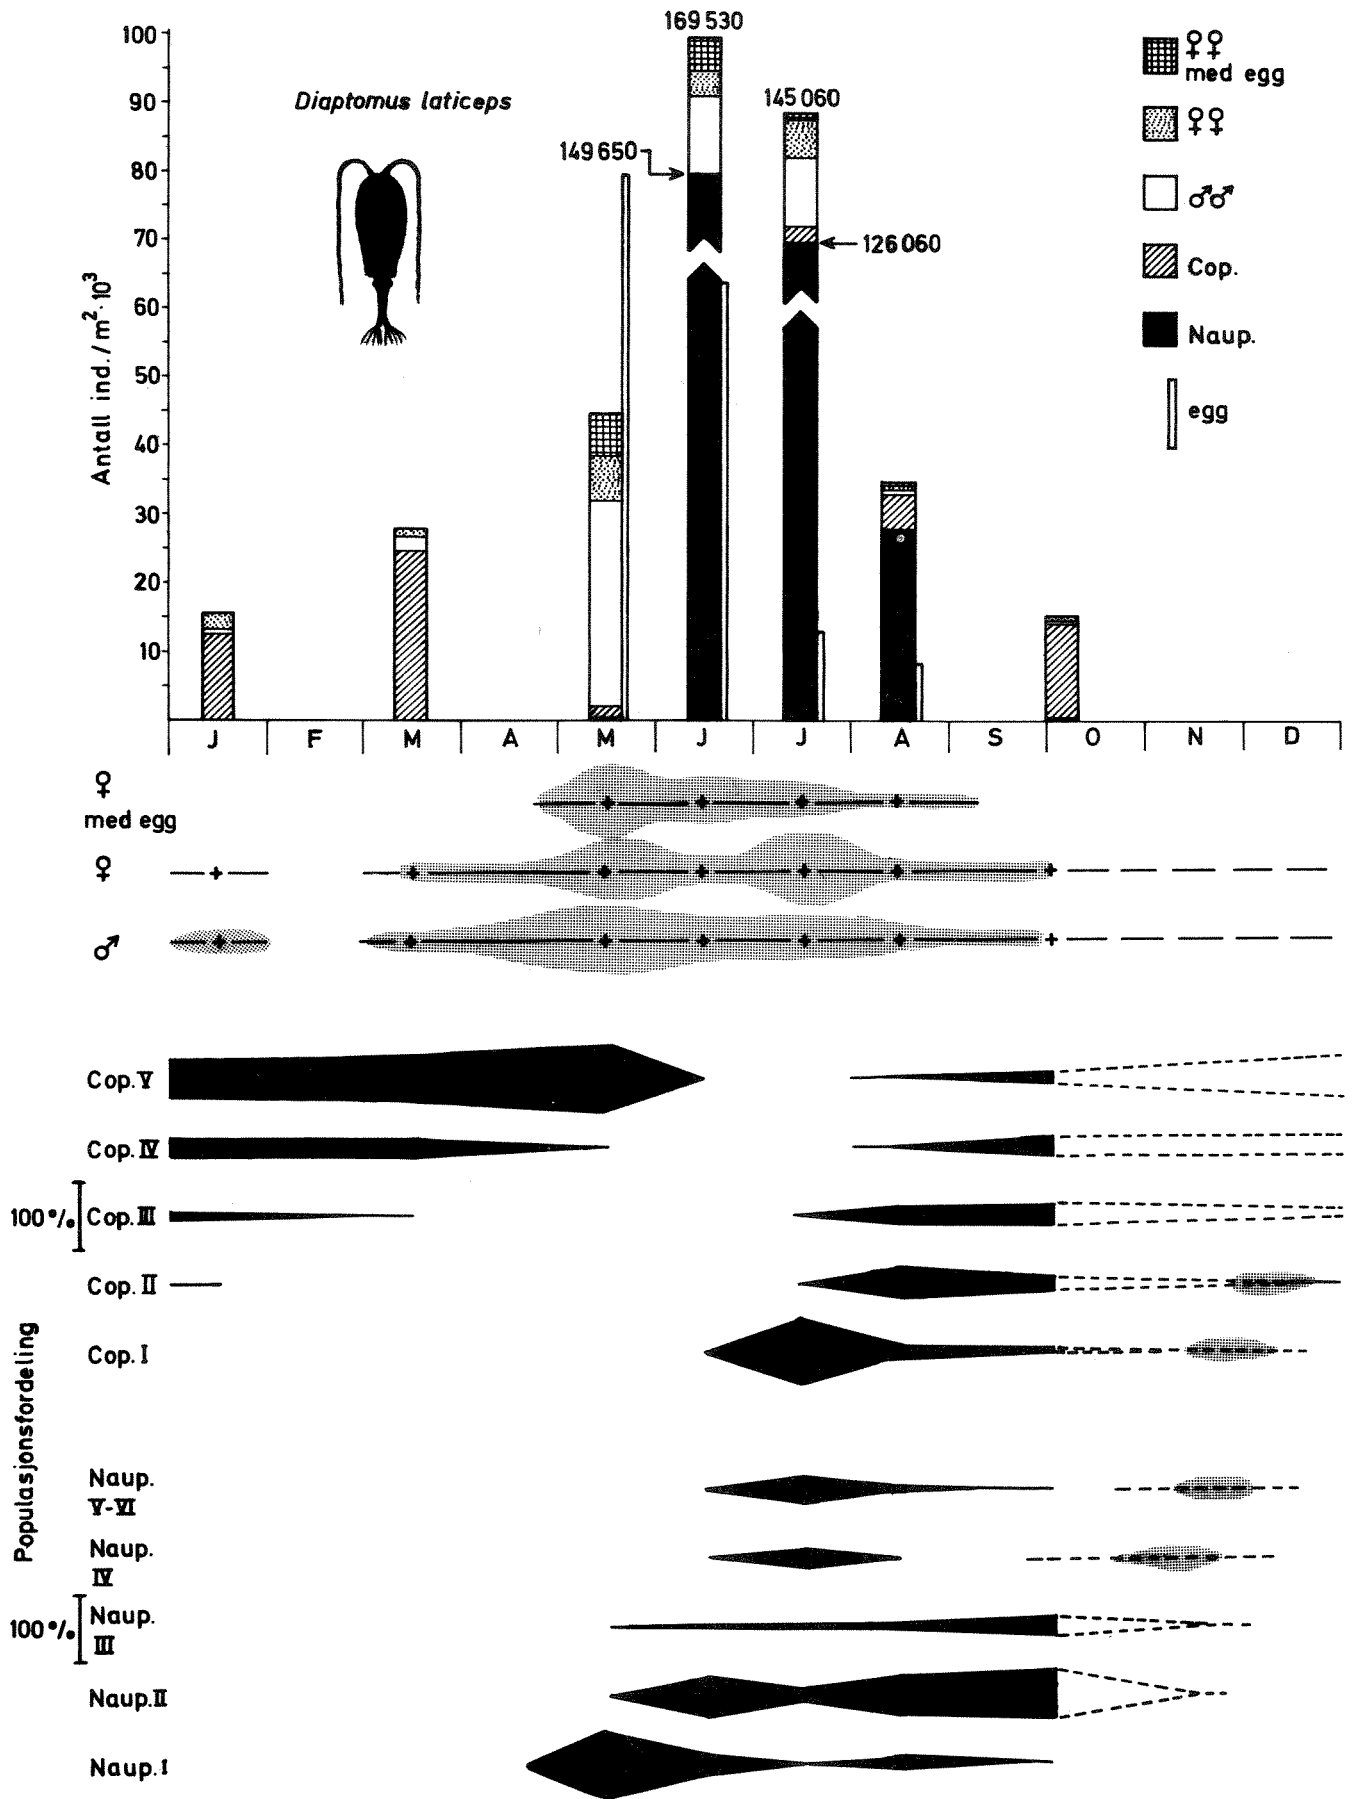 169 530
100
90
80
70
60
50
40
30
20
10
Antall ind./m²·10³
Diaptomus laticeps
149 650
145 060
126 060
♀♀
med egg
♀♀
♂♂
Cop.
Naup.
egg
J F M A M J J A S O N D
♀
med egg
♀
♂
Cop. V
Cop. IV
100 % Cop. III
Cop. II
Cop. I
Populasjonsfordeling
Naup.
V-VI
Naup.
IV
100 % Naup.
III
Naup. II
Naup. I